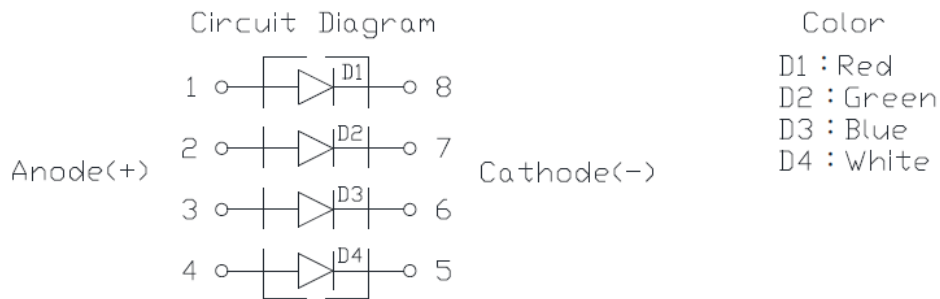 Circuit Diagram
Color
1 D1 8
2 D2 7
3 D3 6
4 D4 5
Anode(+)
Cathode(-)
D1 : Red
D2 : Green
D3 : Blue
D4 : White